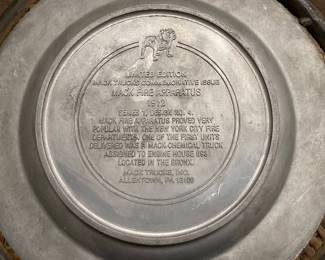 LIMITED EDITION
MACK TRUCKS COMMEMORATIVE ISSUE
MACK FIRE APPARATUS
1912
SERIES 1, DESIGN NO. 4.
MACK FIRE APPARATUS PROVED VERY
POPULAR WITH THE NEW YORK CITY FIRE
DEPARTMENTS. ONE OF THE FIRST UNITS
DELIVERED WAS A MACK CHEMICAL TRUCK
ASSIGNED TO ENGINE HOUSE
LOCATED IN THE BRONX.
MACK TRUCKS, INC.
ALLENTOWN, PA